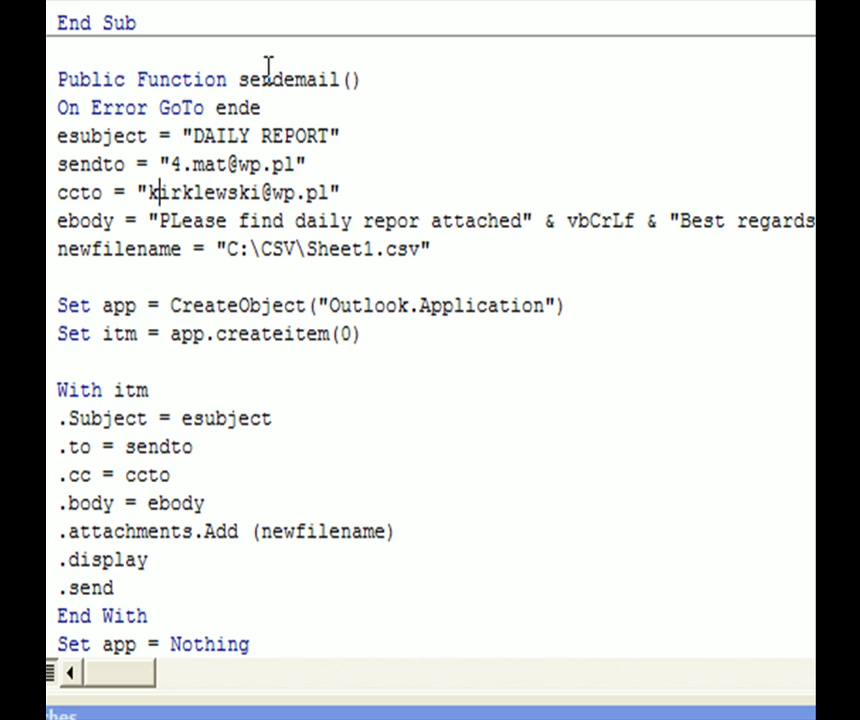 End Sub
Public Function sendemail()
On Error GoTo ende
esubject = "DAILY REPORT"
sendto = "4.mat@wp.pl"
ccto = "kirklewski@wp.pl"
ebody = "PLease find daily repor attached" & vbCrLf & "Best regards
newfilename = "C:\CSV\Sheet1.csv"
Set app = CreateObject("Outlook.Application")
Set itm = app.createitem(0)
With itm
.Subject = esubject
.to = sendto
.cc = ccto
.body = ebody
.attachments.Add (newfilename)
.display
.send
End With
Set app = Nothing